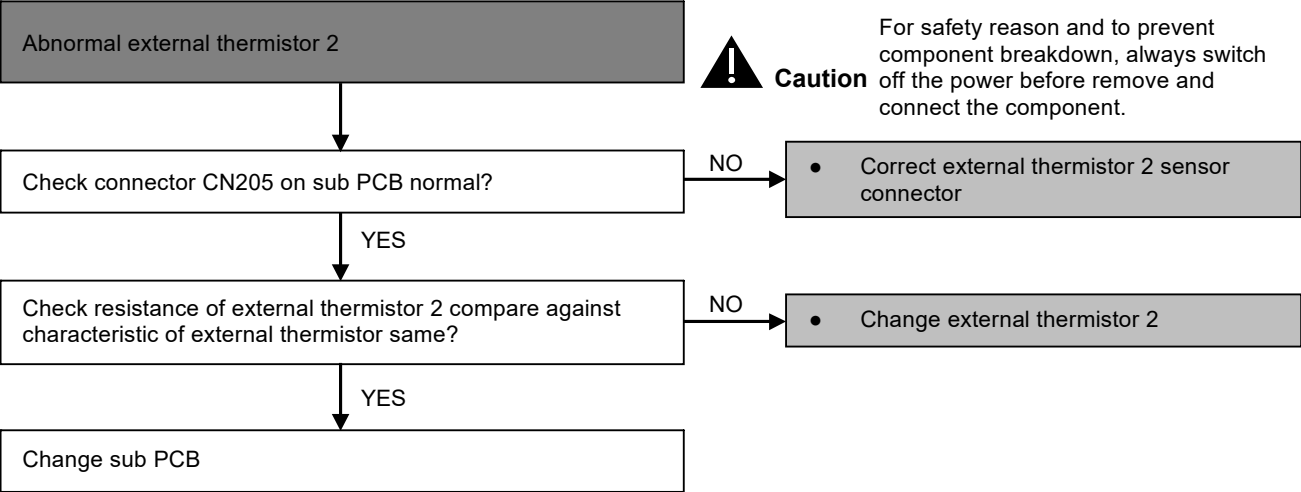 Abnormal external thermistor 2
For safety reason and to prevent
component breakdown, always switch
Caution off the power before remove and
connect the component.
Check connector CN205 on sub PCB normal?
NO
● Correct external thermistor 2 sensor
connector
YES
Check resistance of external thermistor 2 compare against
characteristic of external thermistor same?
NO
● Change external thermistor 2
YES
Change sub PCB